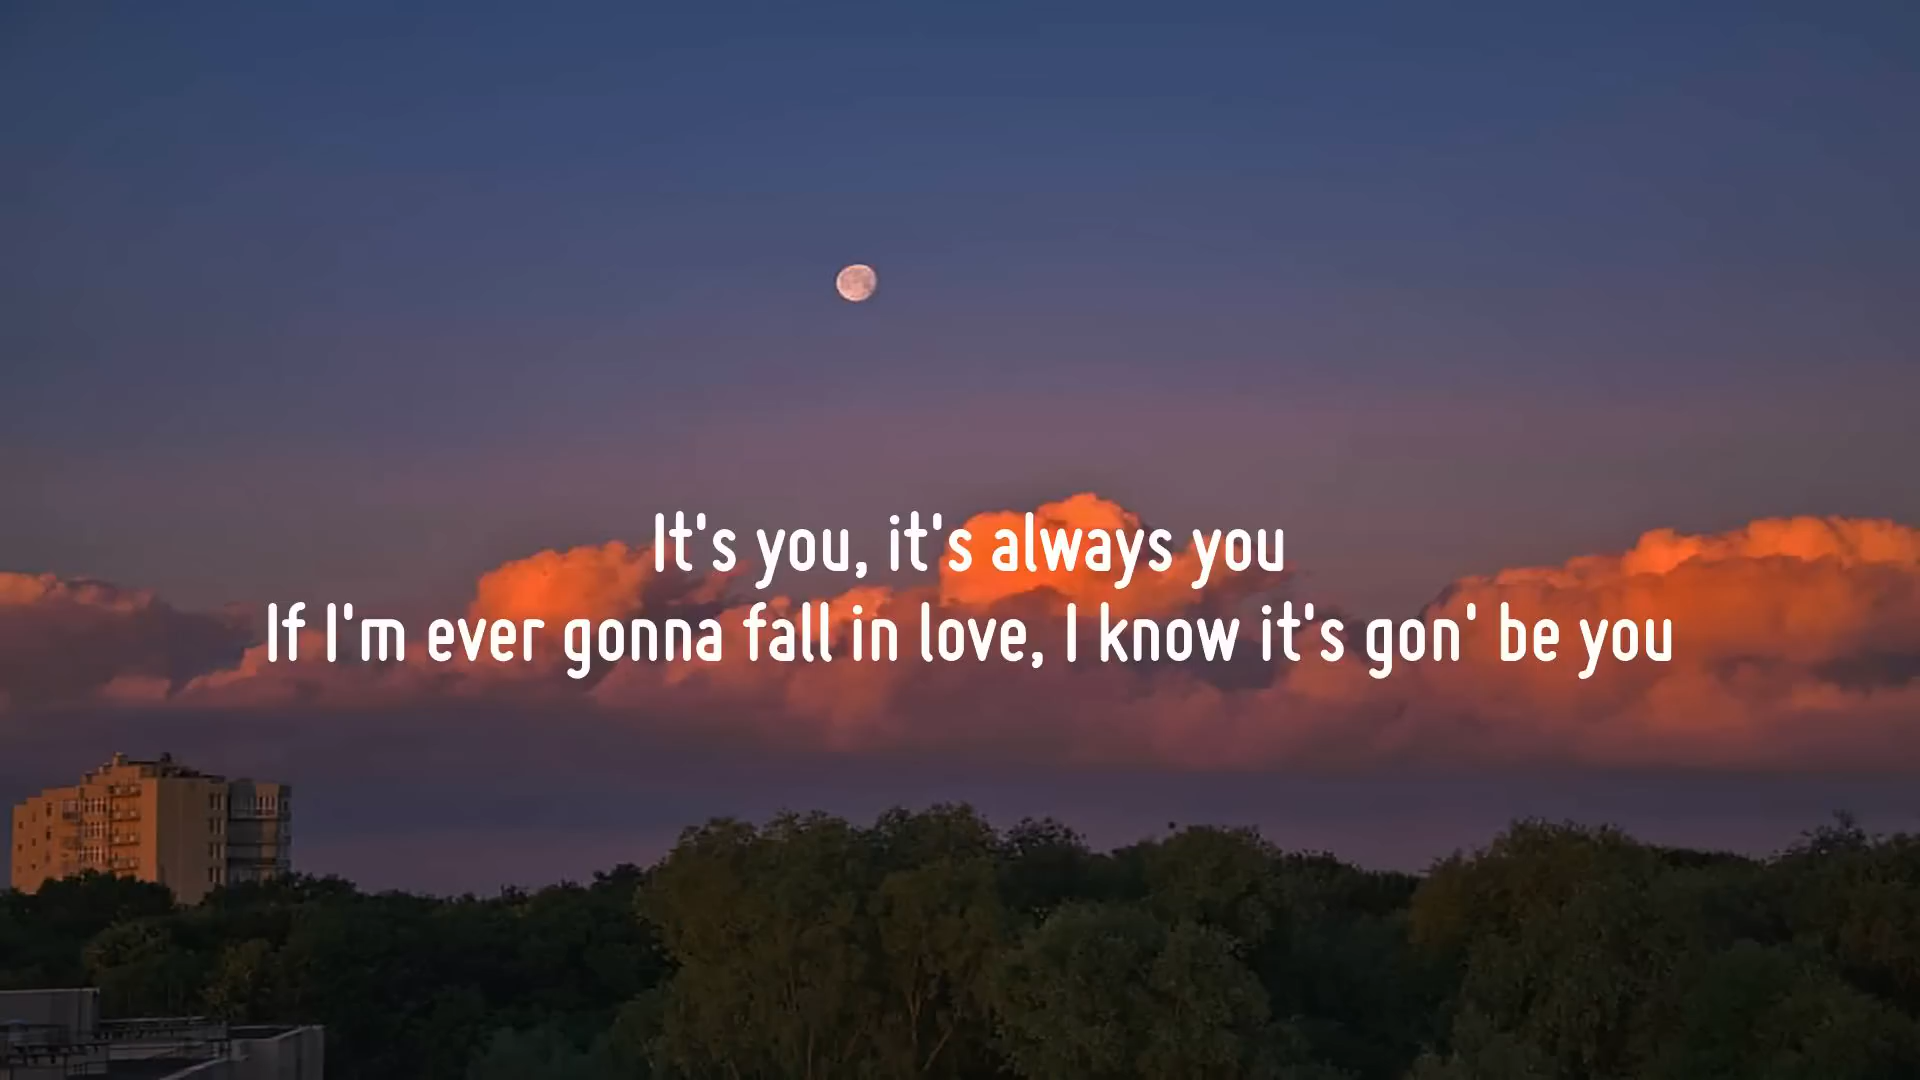 It's you, it's always you
If I'm ever gonna fall in love, I know it's gon' be you